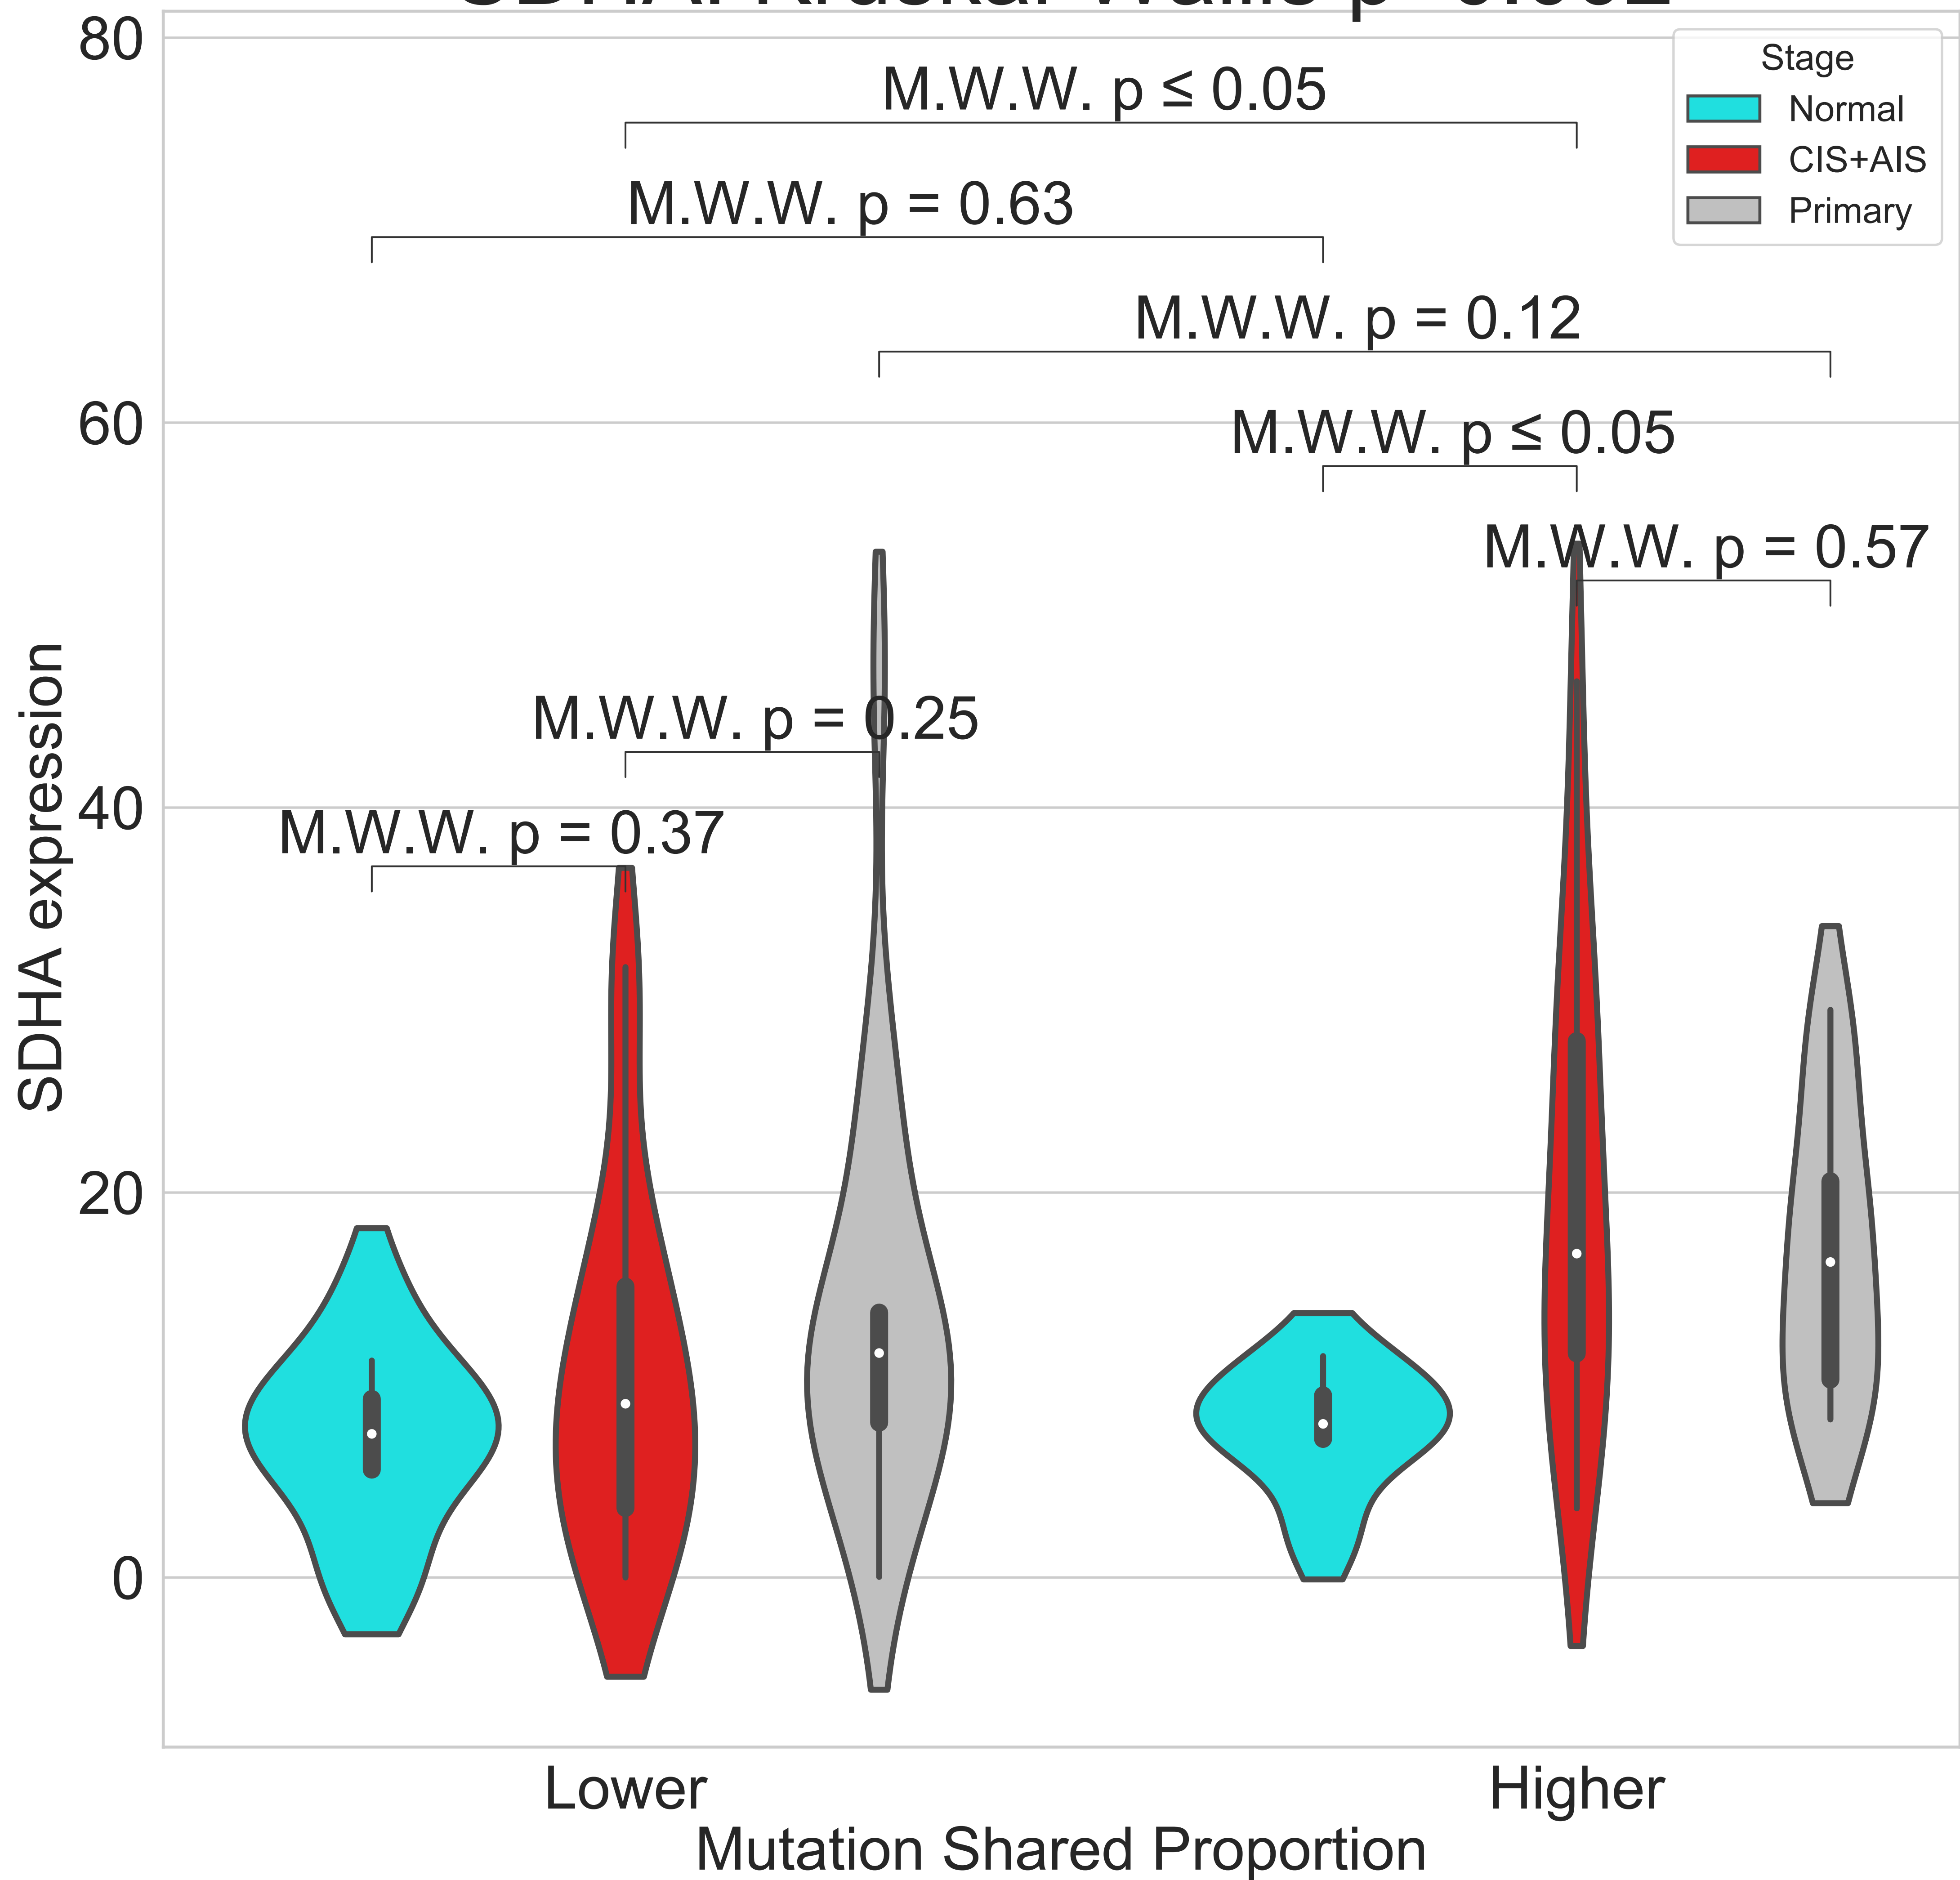 80
60
40
20
0
SDHA expression
M.W.W. p ≤ 0.05
M.W.W. p = 0.63
M.W.W. p = 0.12
M.W.W. p ≤ 0.05
M.W.W. p = 0.57
M.W.W. p = 0.25
M.W.W. p = 0.37
Stage
Normal
CIS+AIS
Primary
Lower
Higher
Mutation Shared Proportion